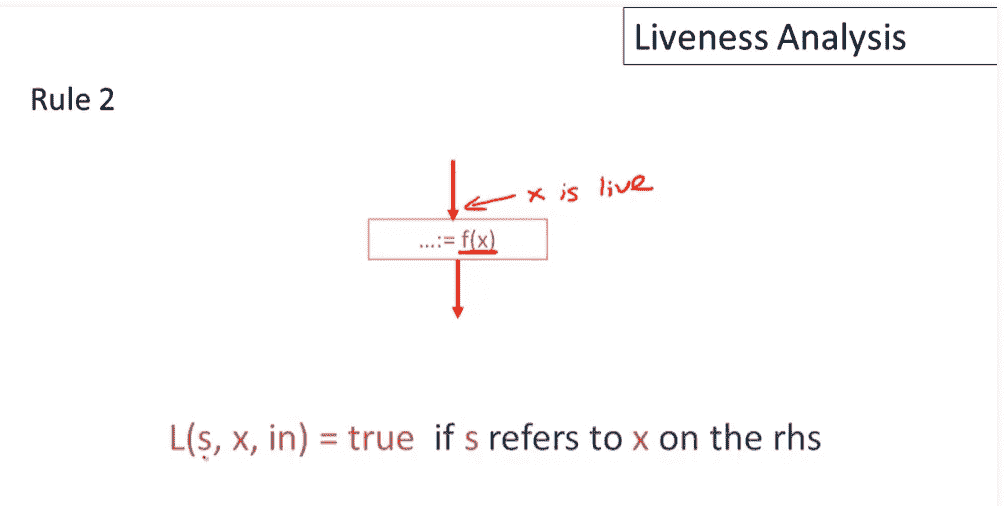 Liveness Analysis
Rule 2
x is live
...:= f(x)
L(s, x, in) = true if s refers to x on the rhs